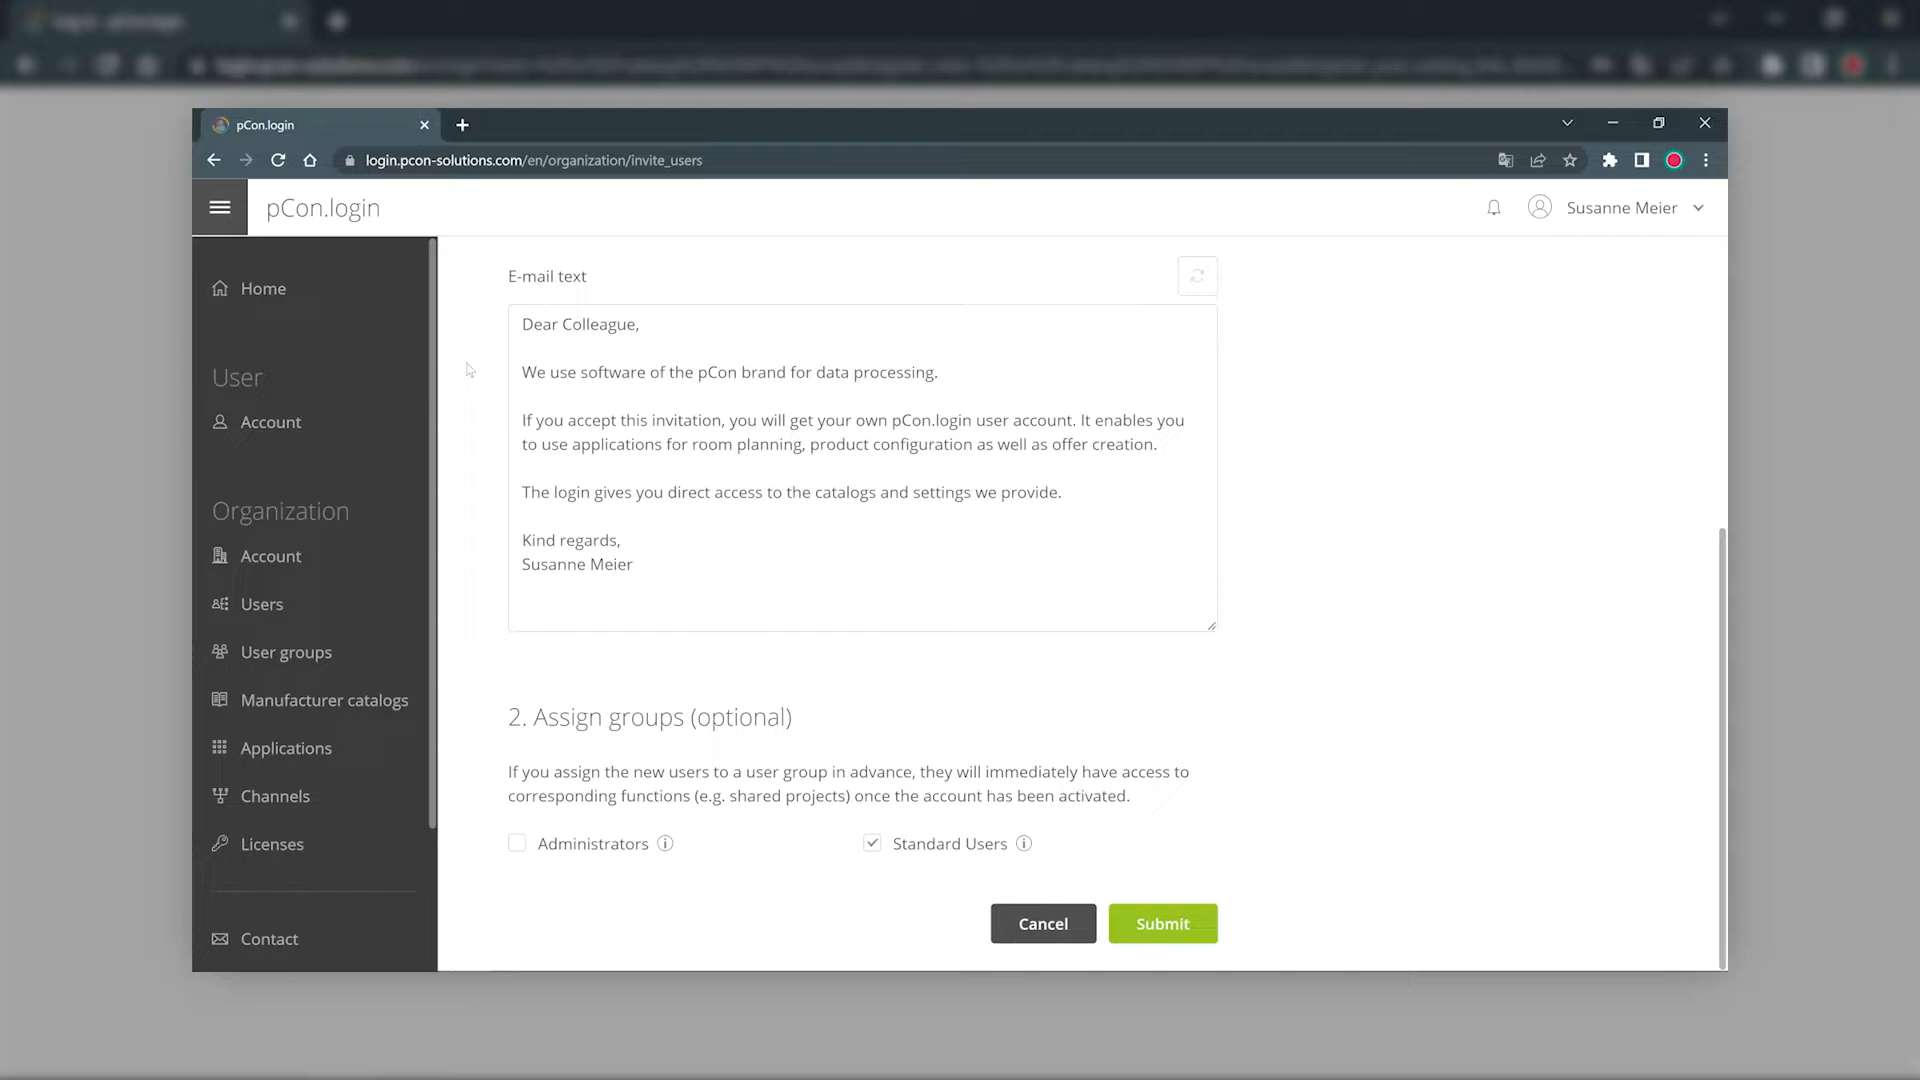 pCon.login
login.pcon-solutions.com/en/organization/invite_users
pCon.login
Susanne Meier
Home
User
Account
Organization
Account
Users
User groups
Manufacturer catalogs
Applications
Channels
Licenses
Contact
E-mail text
Dear Colleague,
We use software of the pCon brand for data processing.
If you accept this invitation, you will get your own pCon.login user account. It enables you
to use applications for room planning, product configuration as well as offer creation.
The login gives you direct access to the catalogs and settings we provide.
Kind regards,
Susanne Meier
2. Assign groups (optional)
If you assign the new users to a user group in advance, they will immediately have access to
corresponding functions (e.g. shared projects) once the account has been activated.
Administrators
Standard Users
Cancel
Submit